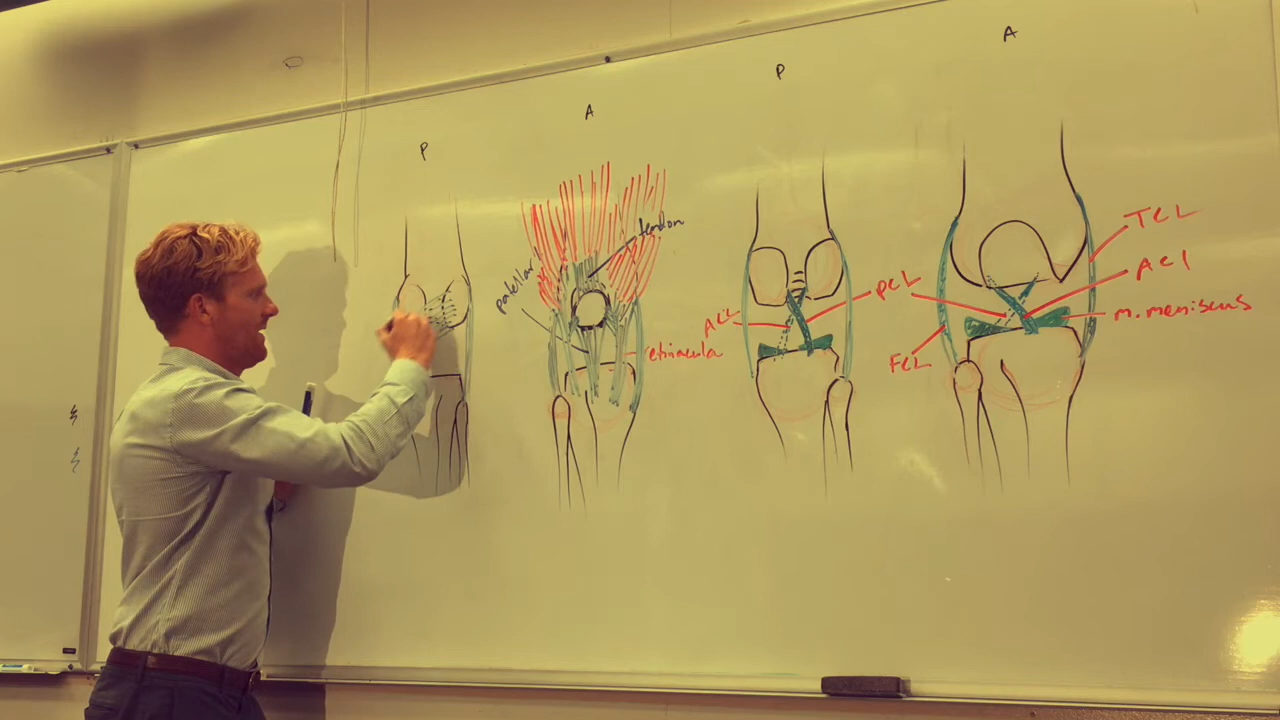 P
A
P
A
tendon
patellar
retinacula
ACL
PCL
TCL
ACL
m. meniscus
FCL